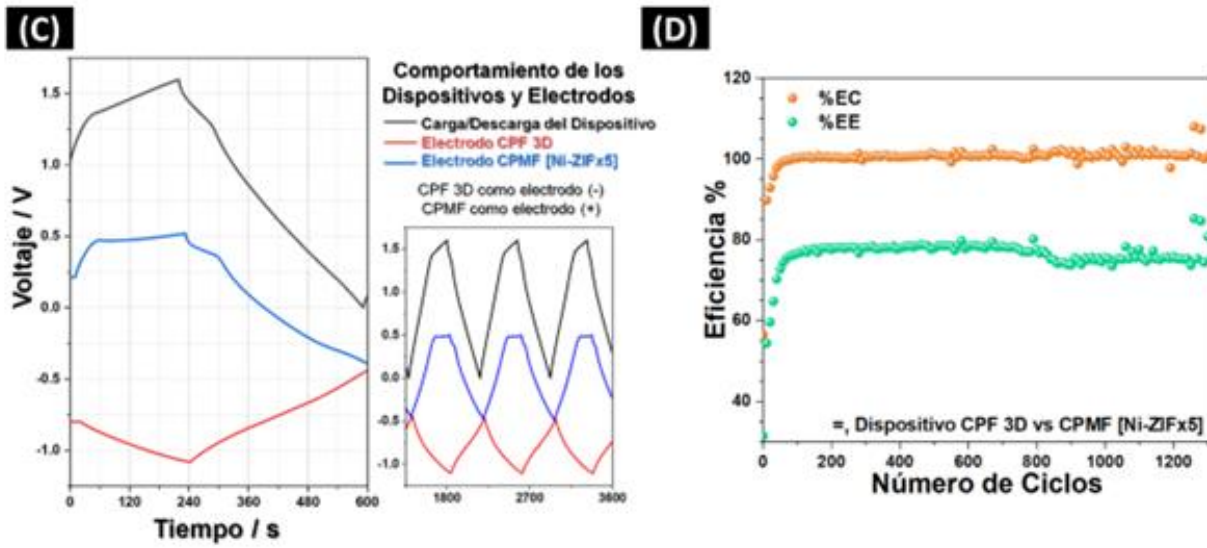 (C)
Voltaje / V
1.5
1.0
0.5
0.0
-0.5
-1.0
0 120 240 360 480 600
Tiempo / s
Comportamiento de los
Dispositivos y Electrodos
Carga/Descarga del Dispositivo
Electrodo CPF 3D
Electrodo CPMF [Ni-ZIFx5]
CPF 3D como electrodo (-)
CPMF como electrodo (+)
1.5
1.0
0.5
0.0
-0.5
-1.0
1800 2700 3600
(D)
Eficiencia %
120
100
80
60
40
%EC
%EE
=, Dispositivo CPF 3D vs CPMF [Ni-ZIFx5]
0 200 400 600 800 1000 1200
Número de Ciclos